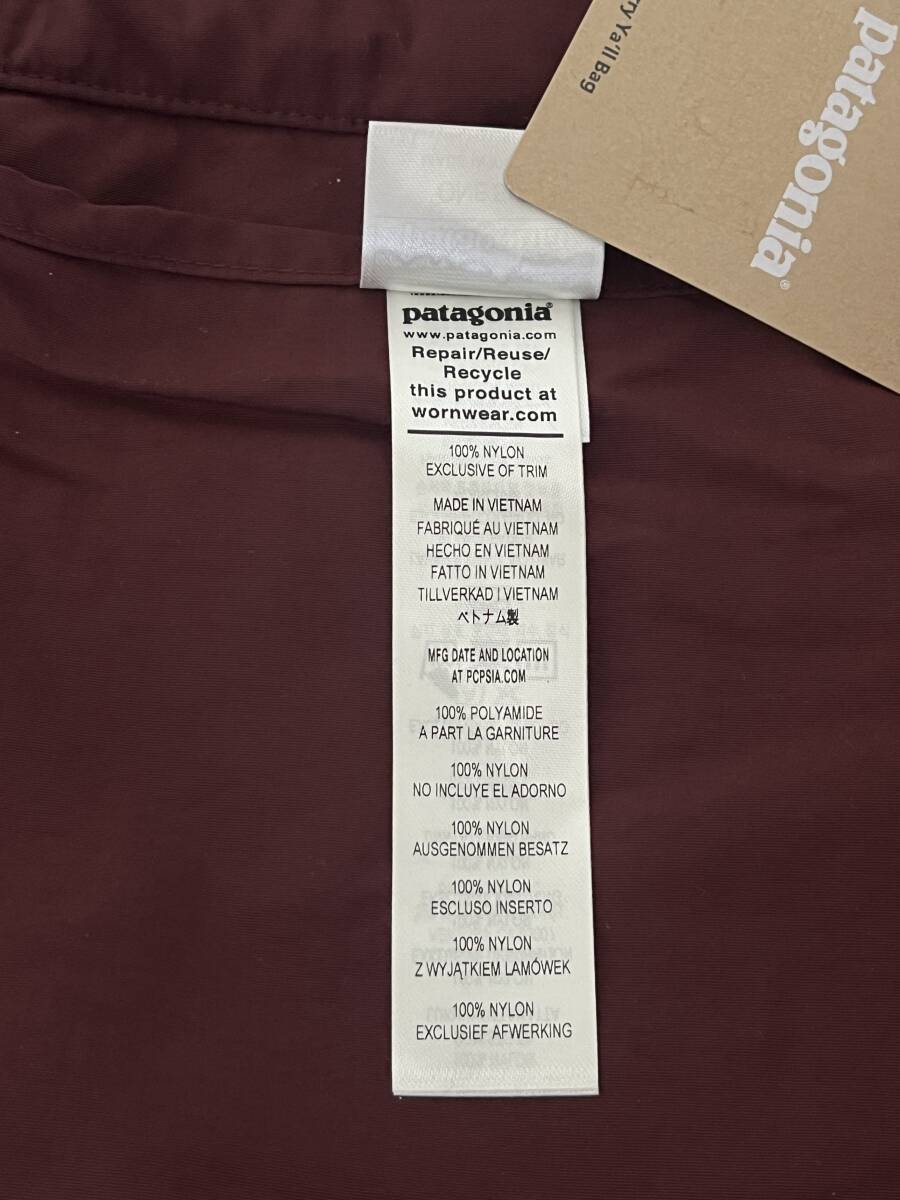 Ya'll Bag
patagonia®
patagonia®
www.patagonia.com
Repair/Reuse/
Recycle
this product at
wornwear.com
100% NYLON
EXCLUSIVE OF TRIM
MADE IN VIETNAM
FABRIQUÉ AU VIETNAM
HECHO EN VIETNAM
FATTO IN VIETNAM
TILLVERKAD I VIETNAM
ベトナム製
MFG DATE AND LOCATION
AT PCPSIA.COM
100% POLYAMIDE
A PART LA GARNITURE
100% NYLON
NO INCLUYE EL ADORNO
100% NYLON
AUSGENOMMEN BESATZ
100% NYLON
ESCLUSO INSERTO
100% NYLON
Z WYJĄTKIEM LAMÓWEK
100% NYLON
EXCLUSIEF AFWERKING